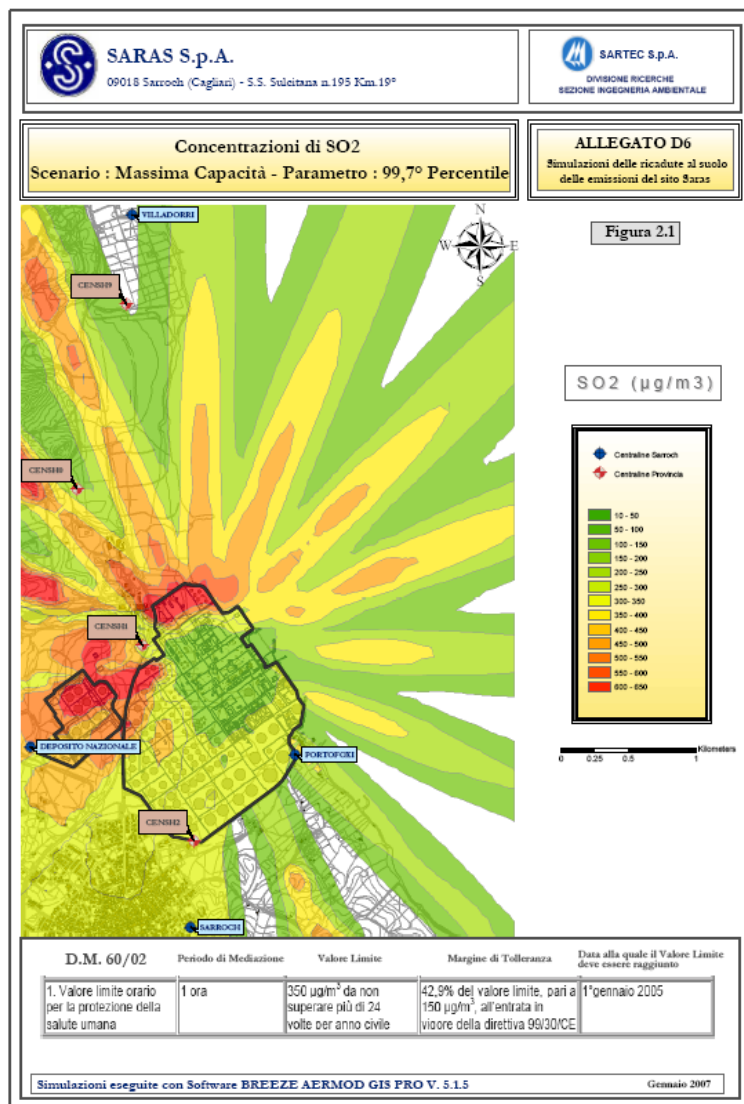 SARAS S.p.A.
09018 Sarroch (Cagliari) - S.S. Sulcitana n.195 Km.19°
SARTEC S.p.A.
DIVISIONE RICERCHE
SEZIONE INGEGNERIA AMBIENTALE
Concentrazioni di SO2
Scenario : Massima Capacità - Parametro : 99,7° Percentile
ALLEGATO D6
Simulazioni delle ricadute al suolo
delle emissioni del sito Saras
Figura 2.1
VILLADORRI
N
W
E
S
CENSH9
CENSH1
DEPOSITO NAZIONALE
PORTOFOXI
CENSH2
SARROCH
SO2 (µg/m3)
Centraline Sarroch
Centraline Provincia
10 - 50
50 - 100
100 - 150
150 - 200
200 - 250
250 - 300
300- 350
350 - 400
400 - 450
450 - 500
500 - 550
550 - 600
600 - 650
Kilometers
0 0.25 0.5 1
D.M. 60/02
Periodo di Mediazione
Valore Limite
Margine di Tolleranza
Data alla quale il Valore Limite
deve essere raggiunto
1. Valore limite orario
per la protezione della
salute umana
1 ora
350 µg/m³ da non
superare più di 24
volte per anno civile
42,9% del valore limite, pari a
150 µg/m³, all'entrata in
vigore della direttiva 99/30/CE
1°gennaio 2005
Simulazioni eseguite con Software BREEZE AERMOD GIS PRO V. 5.1.5
Gennaio 2007